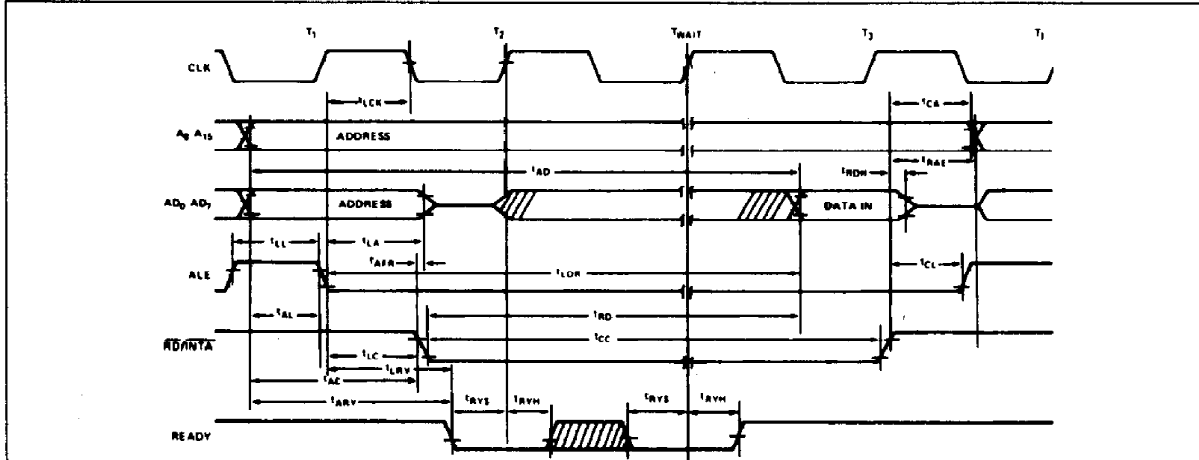 T1 T2 TWAIT T3 T1
CLK
tLCK tCA
A8 A15 ADDRESS
tRAE
tAD tRDH
AD0 AD7 ADDRESS DATA IN
tLL tLA
tAFR tLDR tCL
ALE
tAL tRD
RD/INTA tCC
tLC
tLRY
tAC
tARY tRYS tRYH tRYS tRYH
READY